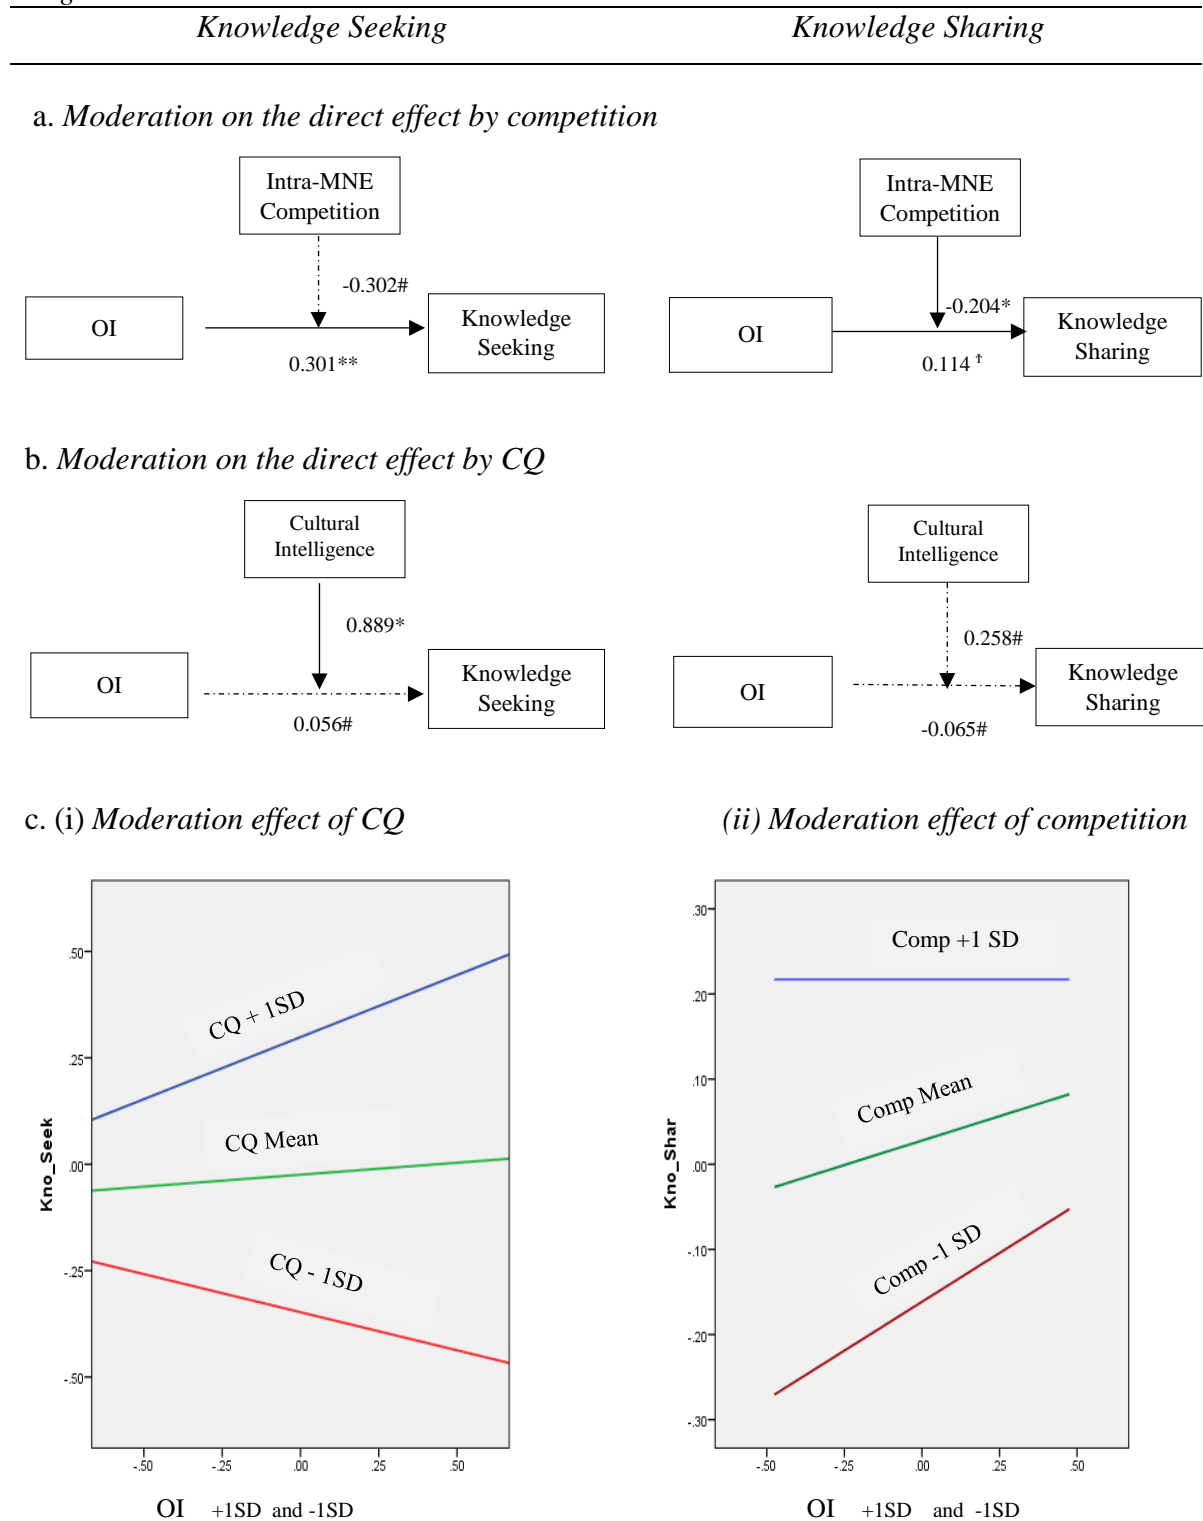 Knowledge Seeking Knowledge Sharing
a. Moderation on the direct effect by competition
Intra-MNE
Competition
-0.302#
OI
Knowledge
Seeking
0.301**
Intra-MNE
Competition
-0.204*
OI
Knowledge
Sharing
0.114 †
b. Moderation on the direct effect by CQ
Cultural
Intelligence
0.889*
OI
Knowledge
Seeking
0.056#
Cultural
Intelligence
0.258#
OI
Knowledge
Sharing
-0.065#
c. (i) Moderation effect of CQ
.50
.25
.00
-.25
-.50
Kno_Seek
CQ + 1SD
CQ Mean
CQ - 1SD
-.50 -.25 .00 .25 .50
OI +1SD and -1SD
(ii) Moderation effect of competition
.30
.20
.10
.00
-.10
-.20
-.30
Kno_Shar
Comp +1 SD
Comp Mean
Comp -1 SD
-.50 -.25 .00 .25 .50
OI +1SD and -1SD